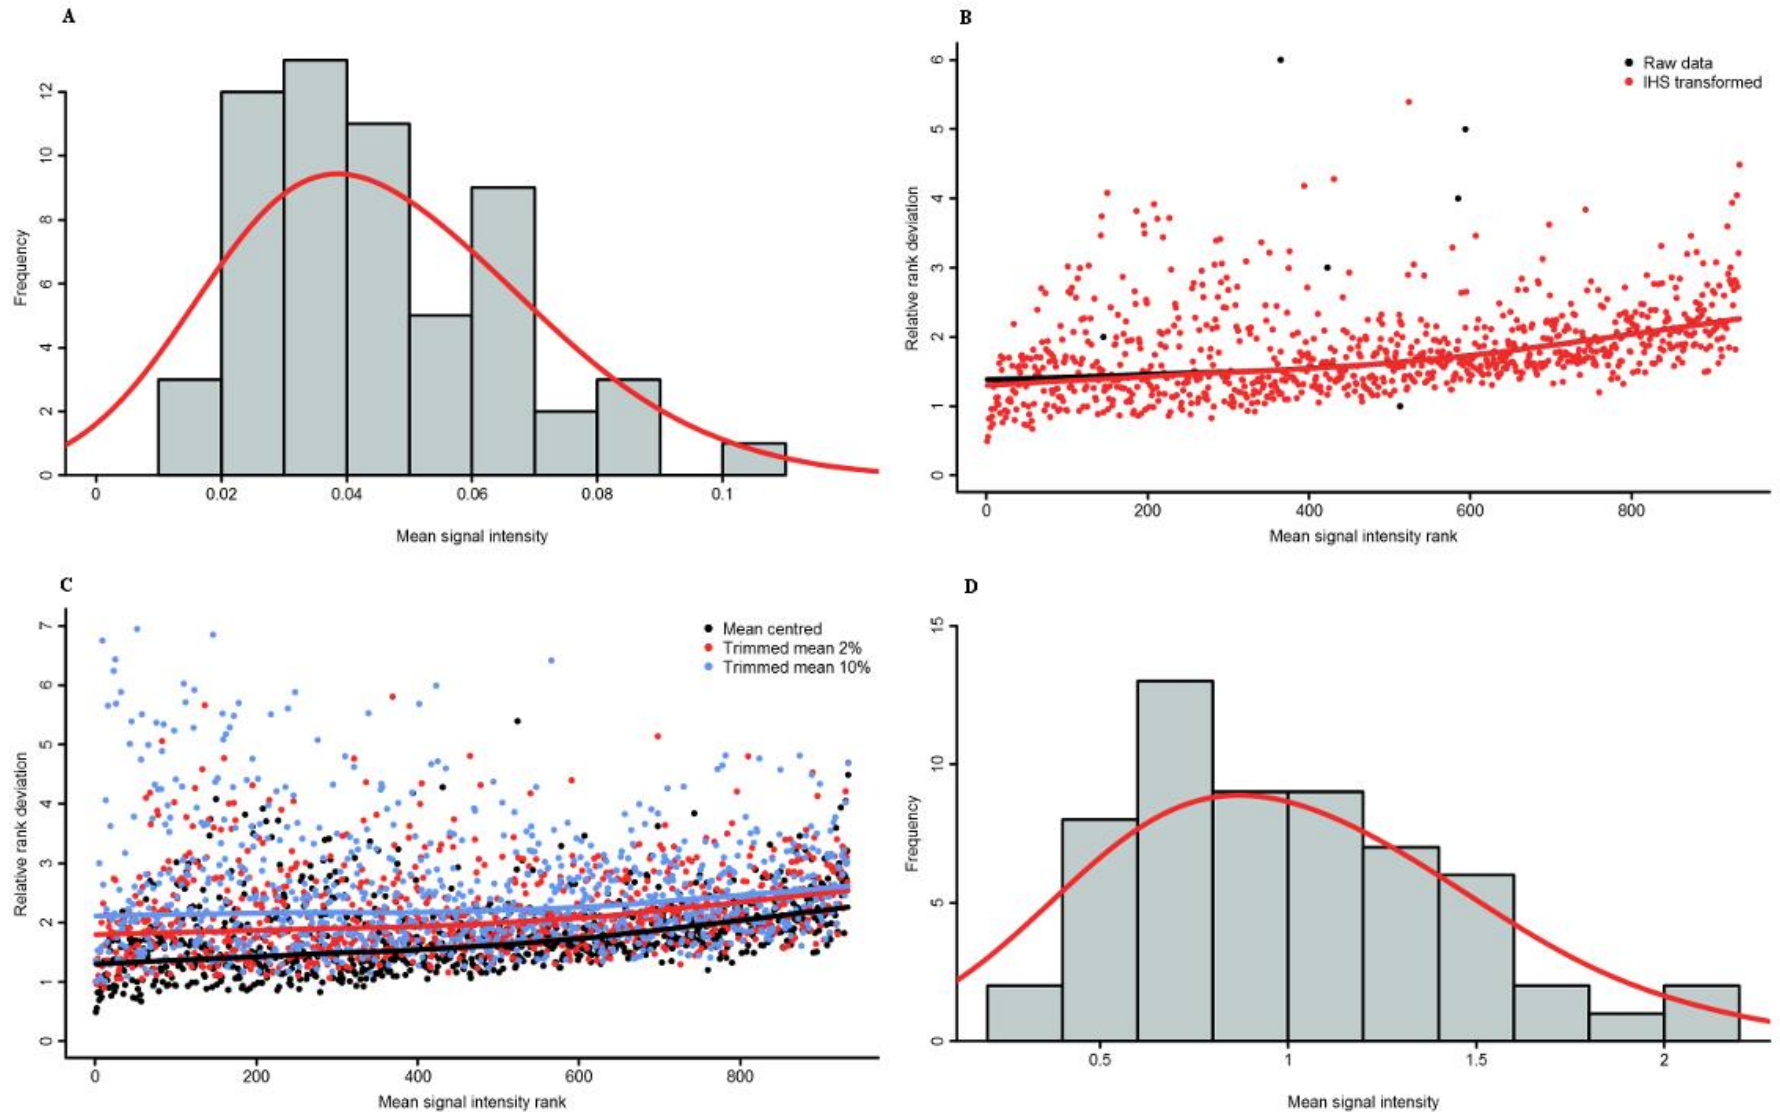 A
Frequency
0
2
4
6
8
10
12
0 0.02 0.04 0.06 0.08 0.1
Mean signal intensity
B
Raw data
IHS transformed
Relative rank deviation
0
1
2
3
4
5
6
0 200 400 600 800
Mean signal intensity rank
C
Mean centred
Trimmed mean 2%
Trimmed mean 10%
Relative rank deviation
0
1
2
3
4
5
6
7
0 200 400 600 800
Mean signal intensity rank
D
Frequency
0
5
10
15
0.5 1 1.5 2
Mean signal intensity